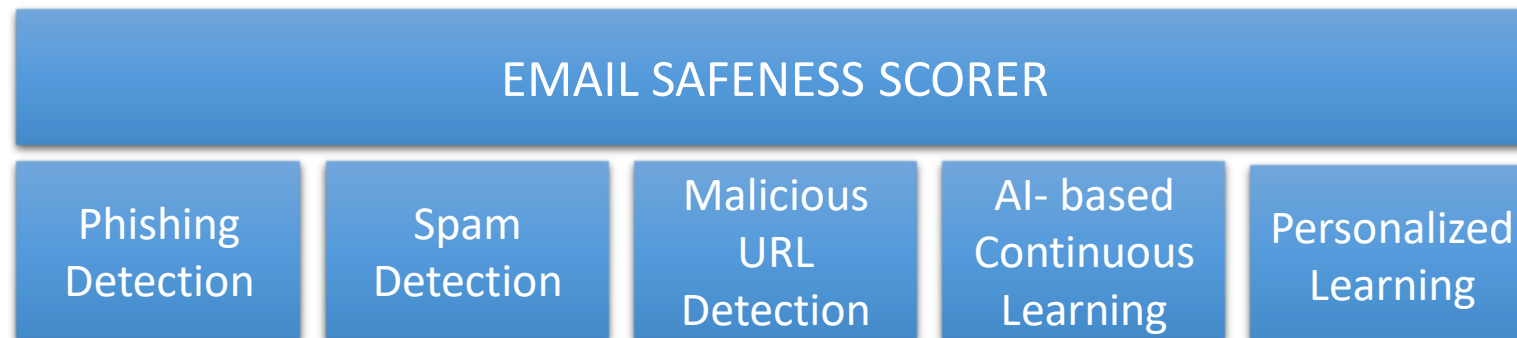 EMAIL SAFENESS SCORER
Phishing
Detection
Spam
Detection
Malicious
URL
Detection
AI- based
Continuous
Learning
Personalized
Learning